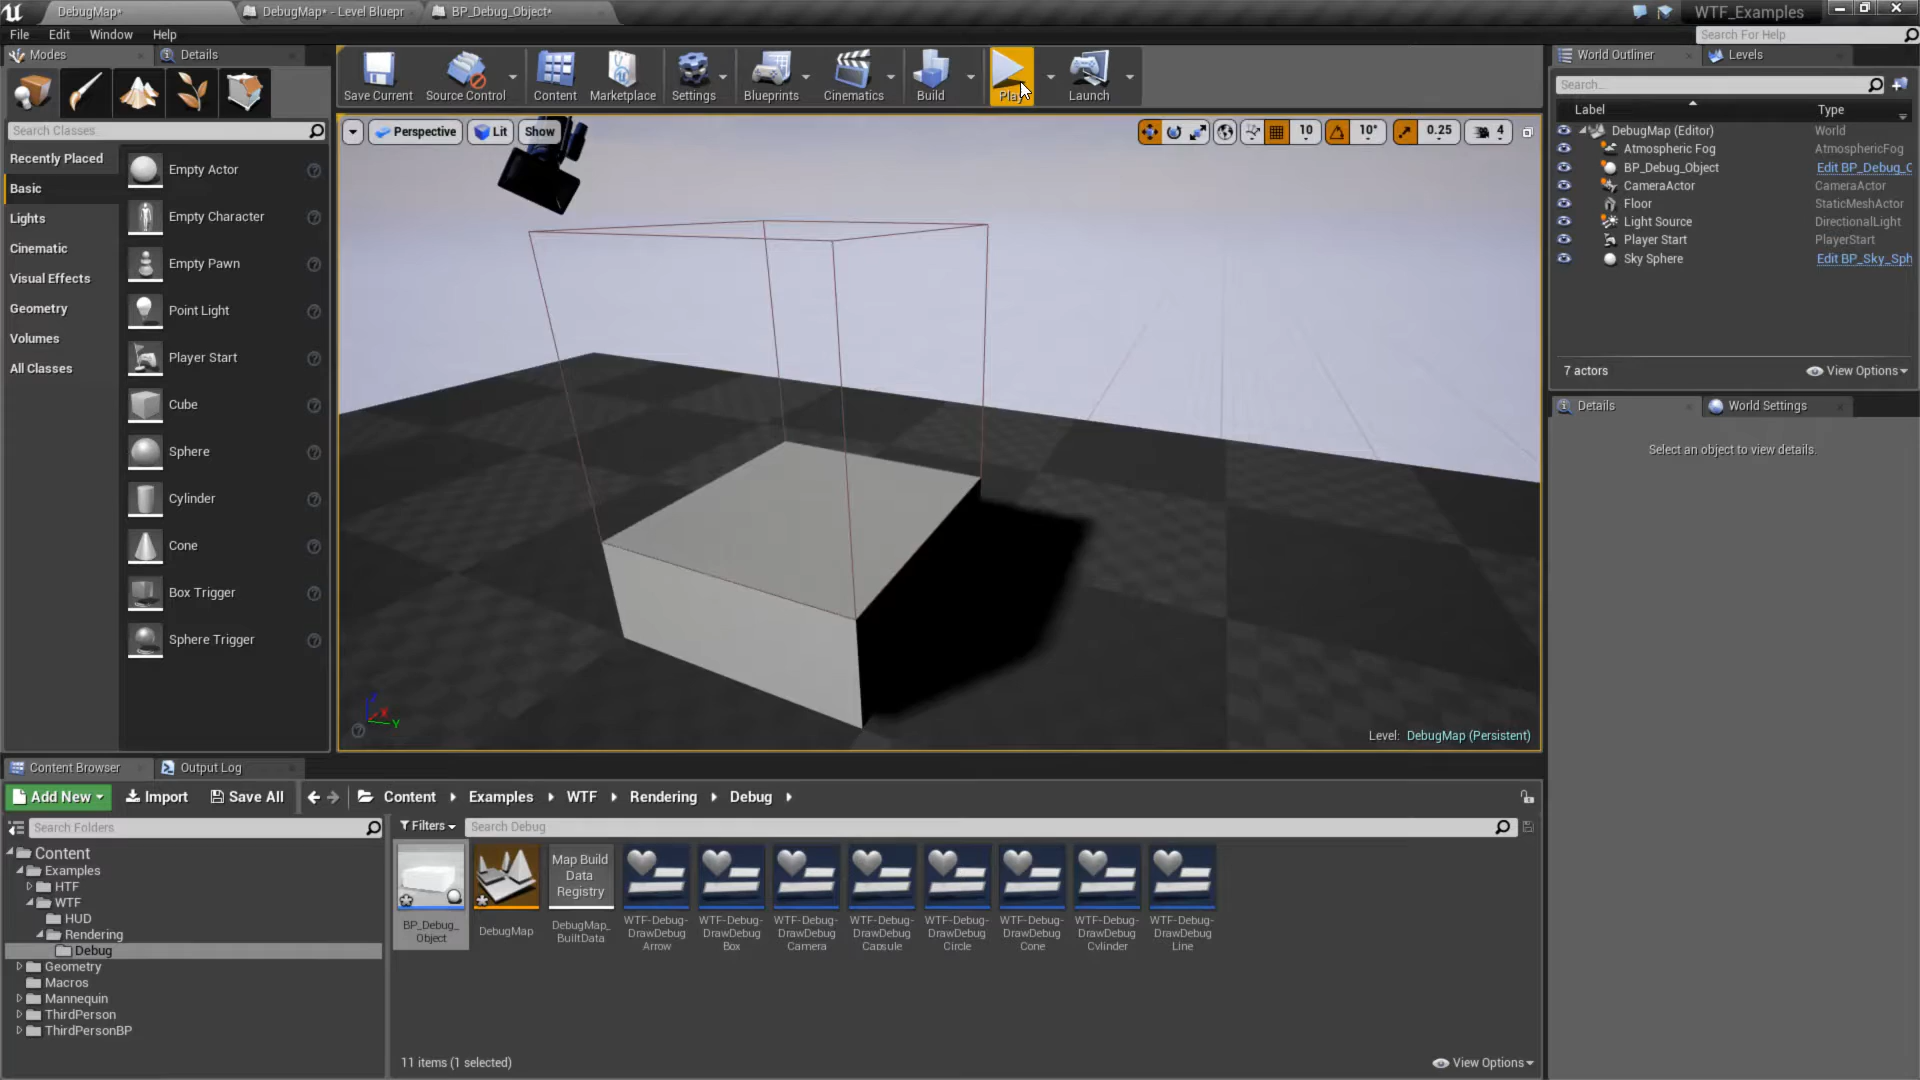 DebugMap*
DebugMap* - Level Bluepr
BP_Debug_Object*
WTF_Examples
File
Edit
Window
Help
Search For Help
Modes
Details
Save Current
Source Control
Content
Marketplace
Settings
Blueprints
Cinematics
Build
Play
Launch
World Outliner
Levels
Search...
Label
Type
DebugMap (Editor)
World
Atmospheric Fog
AtmosphericFog
BP_Debug_Object
Edit BP_Debug_C
CameraActor
CameraActor
Floor
StaticMeshActor
Light Source
DirectionalLight
Player Start
PlayerStart
Sky Sphere
Edit BP_Sky_Sph
7 actors
View Options
Details
World Settings
Select an object to view details.
Search Classes
Recently Placed
Basic
Lights
Cinematic
Visual Effects
Geometry
Volumes
All Classes
Empty Actor
Empty Character
Empty Pawn
Point Light
Player Start
Cube
Sphere
Cylinder
Cone
Box Trigger
Sphere Trigger
Perspective
Lit
Show
10
10°
0.25
4
X
Y
Level: DebugMap (Persistent)
Content Browser
Output Log
Add New
Import
Save All
Content
Examples
WTF
Rendering
Debug
Search Folders
Filters
Search Debug
Content
Examples
HTF
WTF
HUD
Rendering
Debug
Geometry
Macros
Mannequin
ThirdPerson
ThirdPersonBP
BP_Debug_
Object
DebugMap
Map Build
Data
Registry
DebugMap_
BuiltData
WTF-Debug-
DrawDebug
Arrow
WTF-Debug-
DrawDebug
Box
WTF-Debug-
DrawDebug
Camera
WTF-Debug-
DrawDebug
Capsule
WTF-Debug-
DrawDebug
Circle
WTF-Debug-
DrawDebug
Cone
WTF-Debug-
DrawDebug
Cylinder
WTF-Debug-
DrawDebug
Line
11 items (1 selected)
View Options